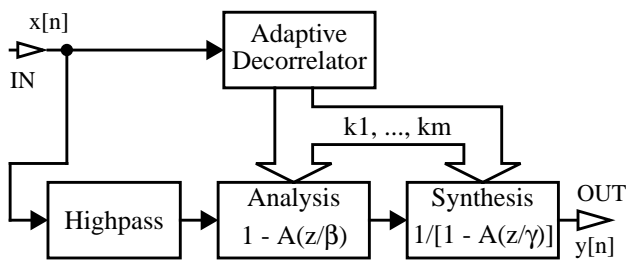 x[n]
IN
Adaptive
Decorrelator
k1, ..., km
Highpass
Analysis
1 - A(z/β)
Synthesis
1/[1 - A(z/γ)]
OUT
y[n]